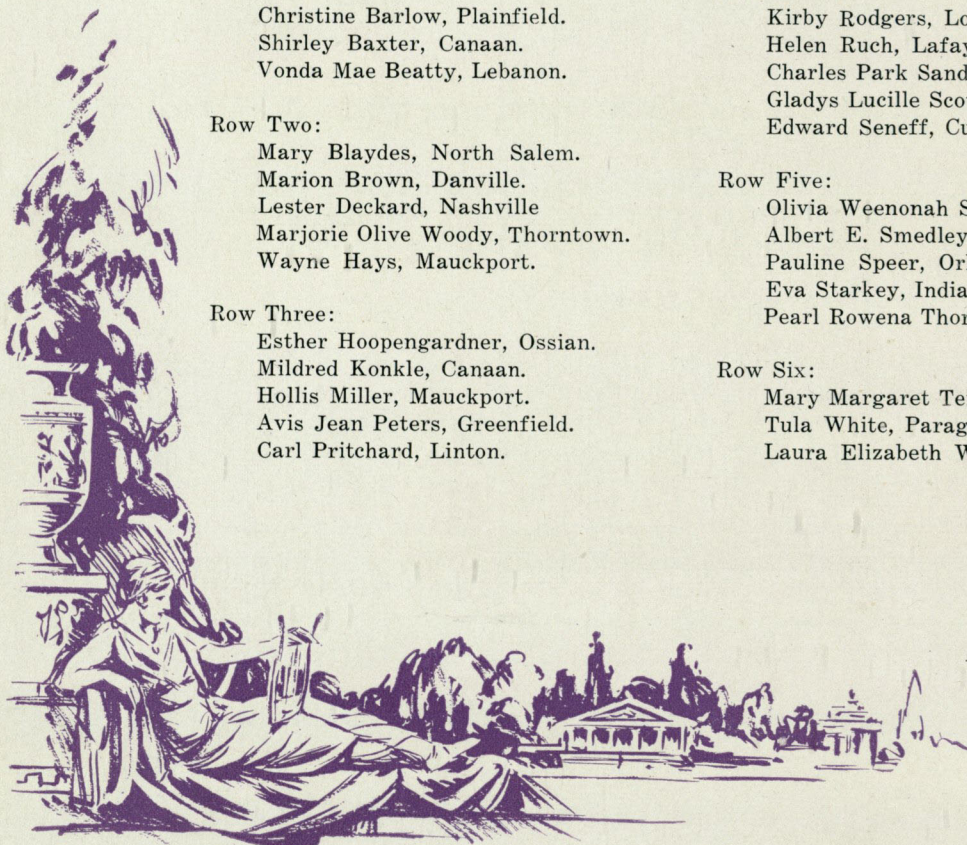 Christine Barlow, Plainfield.
Shirley Baxter, Canaan.
Vonda Mae Beatty, Lebanon.
Row Two:
Mary Blaydes, North Salem.
Marion Brown, Danville.
Lester Deckard, Nashville
Marjorie Olive Woody, Thorntown.
Wayne Hays, Mauckport.
Row Three:
Esther Hoopengardner, Ossian.
Mildred Konkle, Canaan.
Hollis Miller, Mauckport.
Avis Jean Peters, Greenfield.
Carl Pritchard, Linton.
Kirby Rodgers,
Helen Ruch,
Charles Park
Gladys Lucille
Edward Seneff,
Row Five:
Olivia Weenonah
Albert E. Smedley
Pauline Speer,
Eva Starkey,
Pearl Rowena
Row Six:
Mary Margaret
Tula White,
Laura Elizabeth